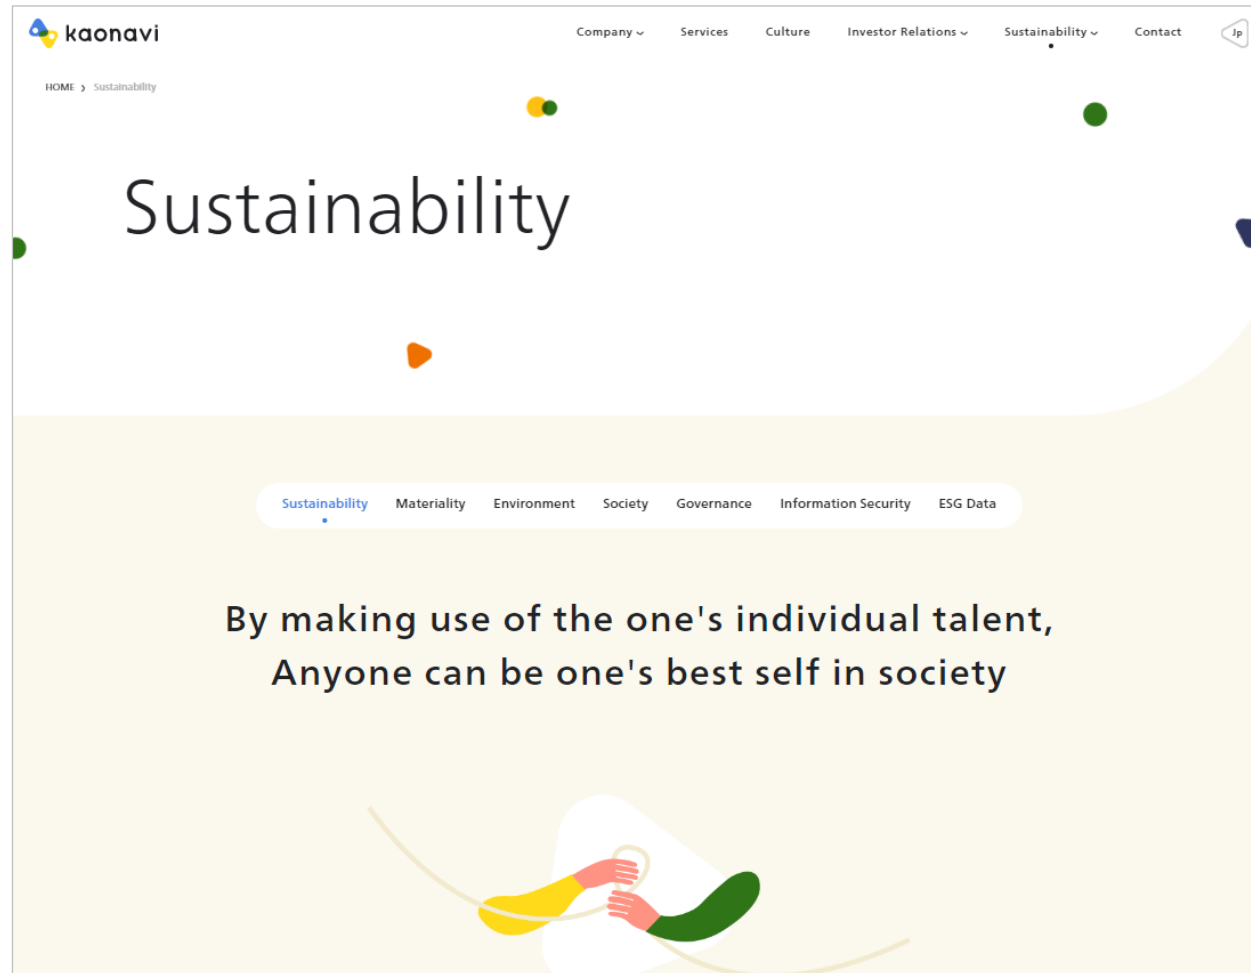 kaonavi
Company Services Culture Investor Relations Sustainability Contact Jp
HOME Sustainability
Sustainability
Sustainability Materiality Environment Society Governance Information Security ESG Data
By making use of the one's individual talent,
Anyone can be one's best self in society